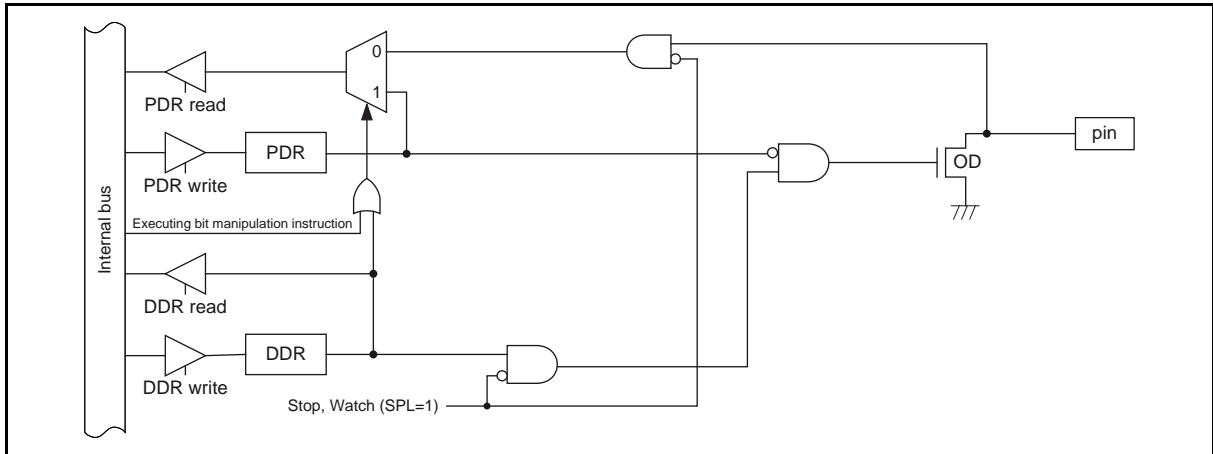 0
1
PDR read
PDR
PDR write
pin
OD
Internal bus
Executing bit manipulation instruction
DDR read
DDR
DDR write
Stop, Watch (SPL=1)